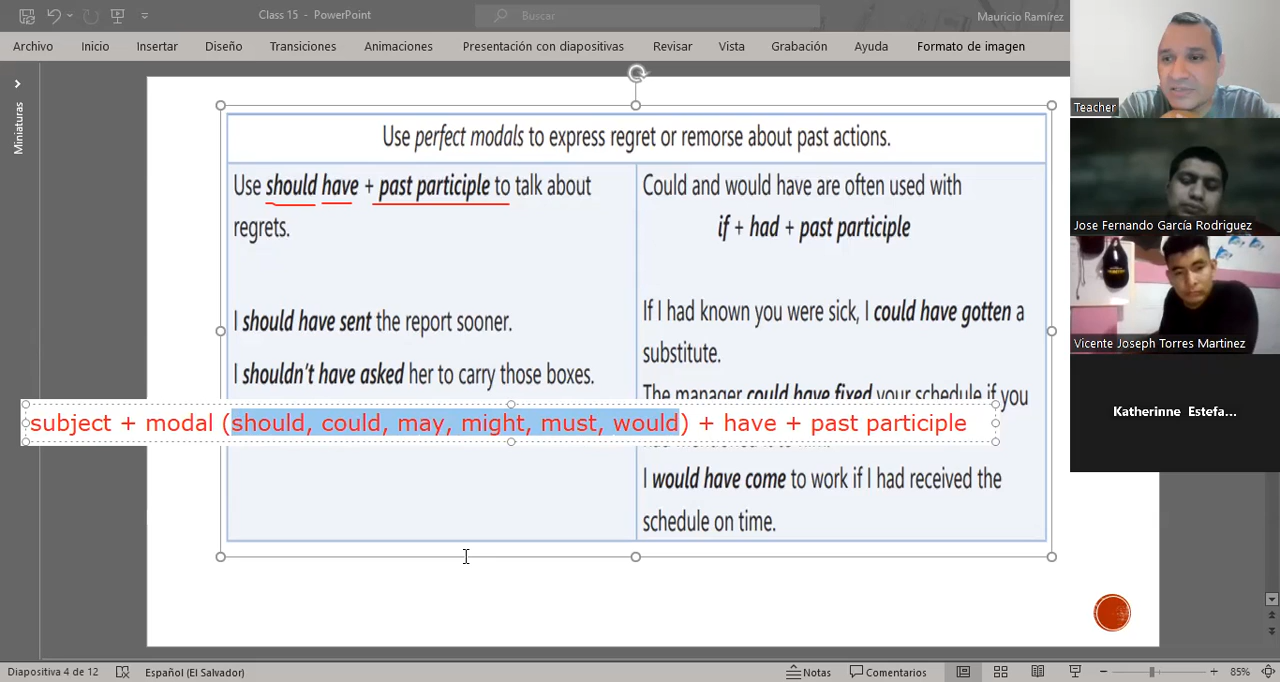 Class 15 - PowerPoint
Buscar
Mauricio Ramírez
Archivo Inicio Insertar Diseño Transiciones Animaciones Presentación con diapositivas Revisar Vista Grabación Ayuda Formato de imagen
Miniaturas
Use perfect modals to express regret or remorse about past actions.
Use should have + past participle to talk about
regrets.
I should have sent the report sooner.
I shouldn't have asked her to carry those boxes.
Could and would have are often used with
if + had + past participle
If I had known you were sick, I could have gotten a
substitute.
The manager could have fixed your schedule if you
subject + modal (should, could, may, might, must, would) + have + past participle
I would have come to work if I had received the
schedule on time.
Teacher
Jose Fernando García Rodriguez
Vicente Joseph Torres Martinez
Katherinne Estefa...
Diapositiva 4 de 12
Español (El Salvador)
Notas
Comentarios
85%